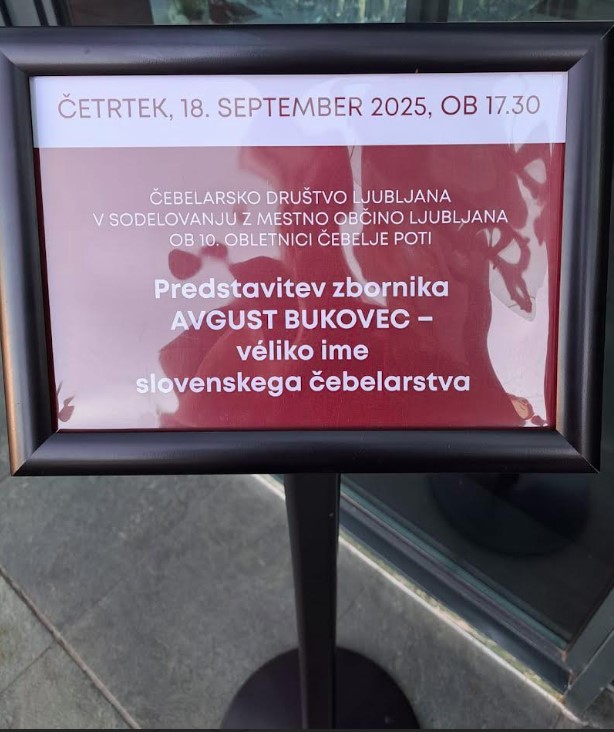 ČETRTEK, 18. SEPTEMBER 2025, OB 17.30
ČEBELARSKO DRUŠTVO LJUBLJANA
V SODELOVANJU Z MESTNO OBČINO LJUBLJANA
OB 10. OBLETNICI ČEBELJE POTI
Predstavitev zbornika
AVGUST BUKOVEC –
véliko ime
slovenskega čebelarstva